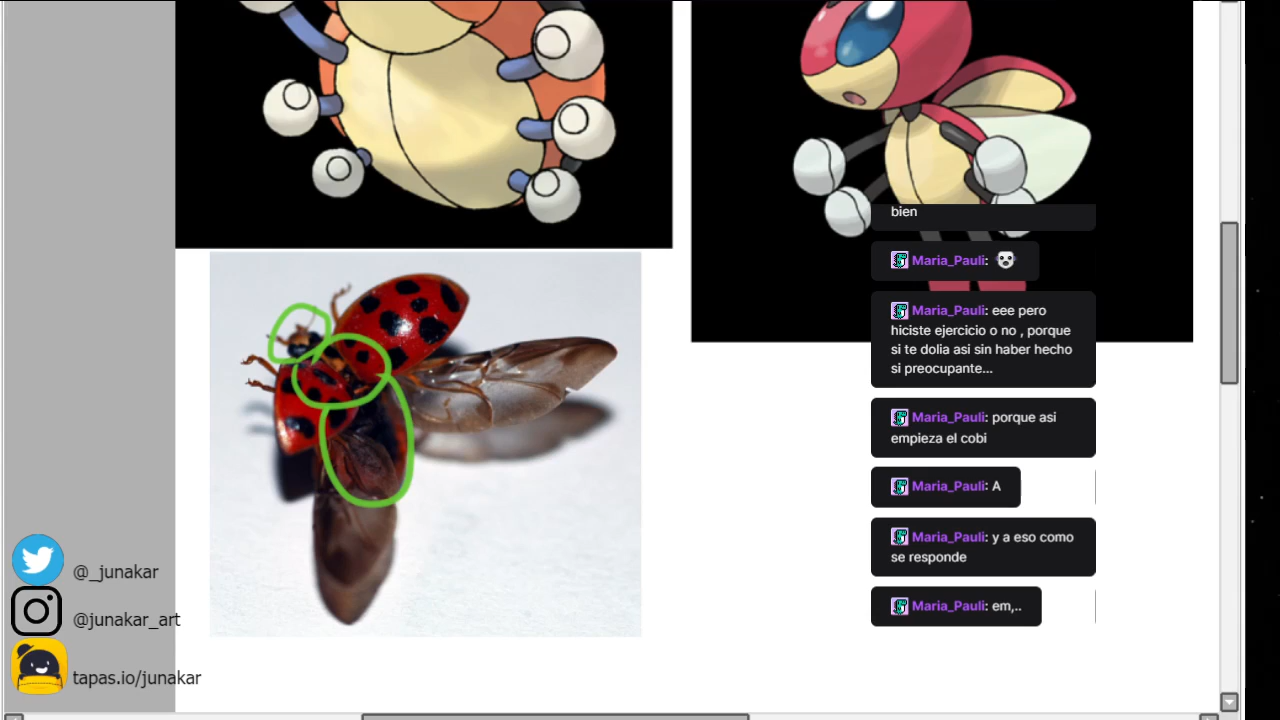 bien
Maria_Pauli:
Maria_Pauli: eee pero
hiciste ejercicio o no , porque
si te dolia asi sin haber hecho
si preocupante...
Maria_Pauli: porque asi
empieza el cobi
Maria_Pauli: A
Maria_Pauli: y a eso como
se responde
Maria_Pauli: em,..
@_junakar
@junakar_art
tapas.io/junakar